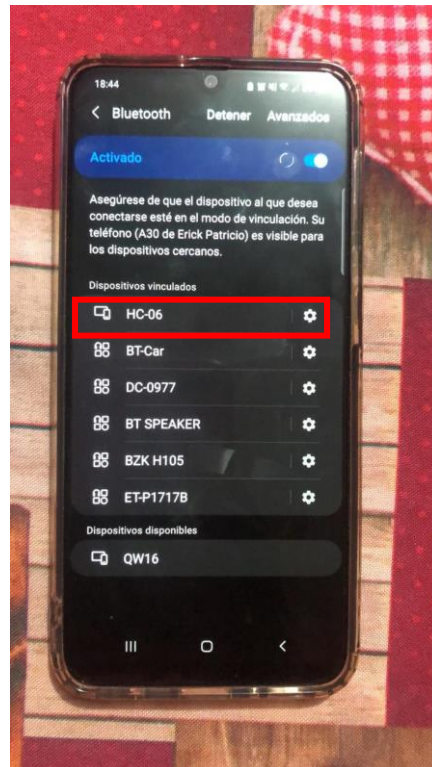 18:44
Bluetooth Detener Avanzados
Activado
Asegúrese de que el dispositivo al que desea
conectarse esté en el modo de vinculación. Su
teléfono (A30 de Erick Patricio) es visible para
los dispositivos cercanos.
Dispositivos vinculados
HC-06
BT-Car
DC-0977
BT SPEAKER
BZK H105
ET-P1717B
Dispositivos disponibles
QW16